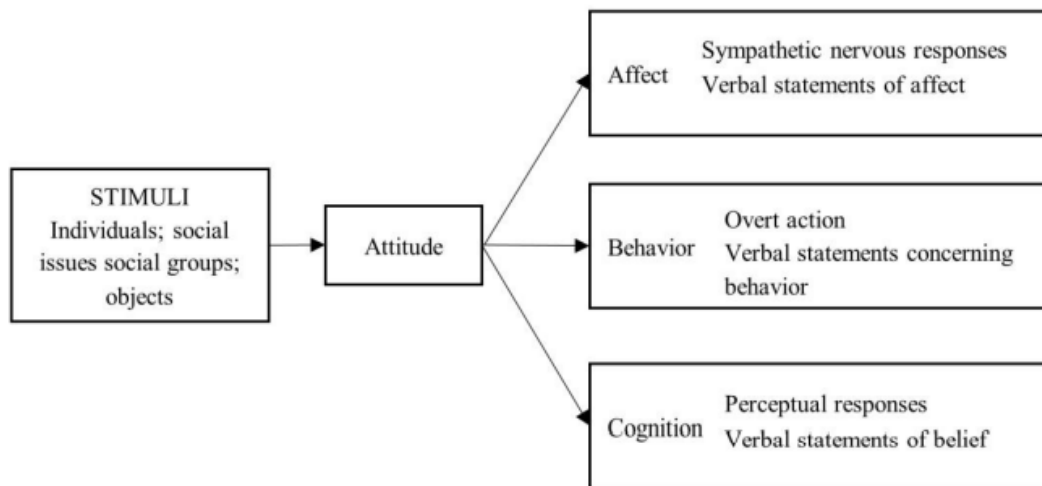 STIMULI
Individuals; social
issues social groups;
objects
Attitude
Affect
Sympathetic nervous responses
Verbal statements of affect
Behavior
Overt action
Verbal statements concerning
behavior
Cognition
Perceptual responses
Verbal statements of belief